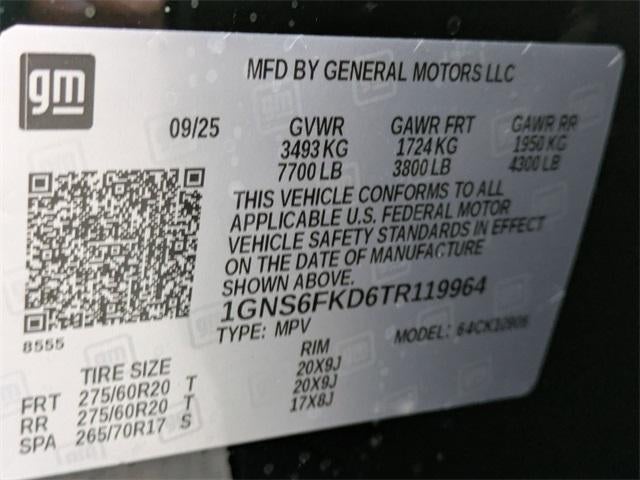 gm
MFD BY GENERAL MOTORS LLC
09/25 GVWR GAWR FRT GAWR RR
3493 KG 1724 KG 1950 KG
7700 LB 3800 LB 4300 LB
THIS VEHICLE CONFORMS TO ALL
APPLICABLE U.S. FEDERAL MOTOR
VEHICLE SAFETY STANDARDS IN EFFECT
ON THE DATE OF MANUFACTURE
SHOWN ABOVE.
1GNS6FKD6TR119964
8555
TYPE: MPV MODEL: 64CK10906
TIRE SIZE RIM
FRT 275/60R20 T 20X9J
RR 275/60R20 T 20X9J
SPA 265/70R17 S 17X8J